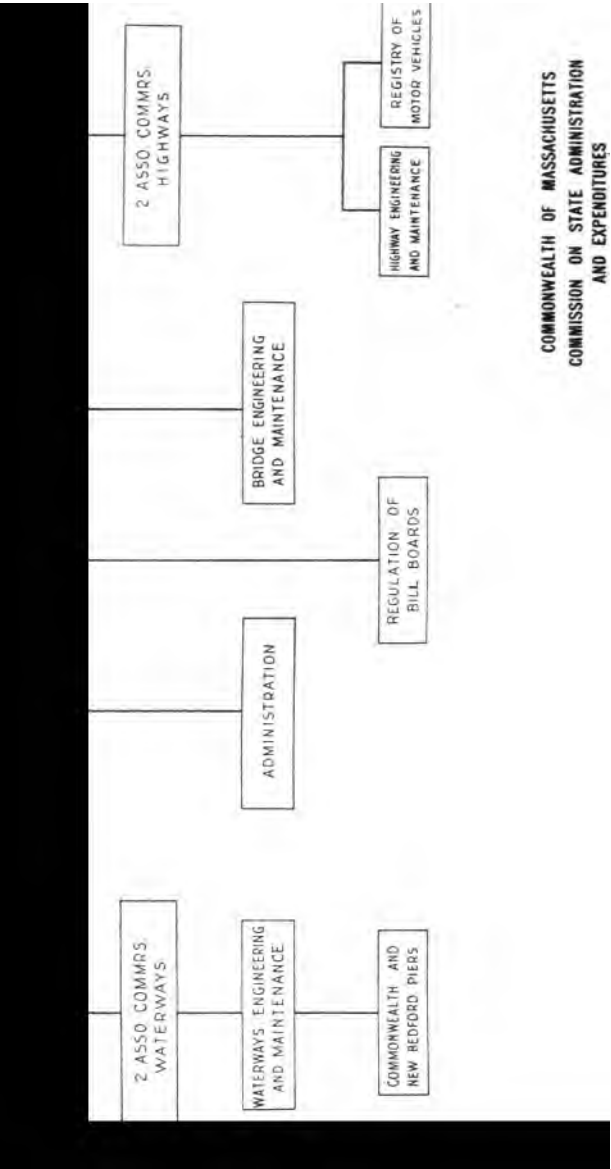 2 ASSO. COMMRS.
WATERWAYS
2 ASSO. COMMRS.
HIGHWAYS
WATERWAYS ENGINEERING
AND MAINTENANCE
ADMINISTRATION
BRIDGE ENGINEERING
AND MAINTENANCE
COMMONWEALTH AND
NEW BEDFORD PIERS
REGULATION OF
BILL BOARDS
HIGHWAY ENGINEERING
AND MAINTENANCE
REGISTRY OF
MOTOR VEHICLES
COMMONWEALTH OF MASSACHUSETTS
COMMISSION ON STATE ADMINISTRATION
AND EXPENDITURES